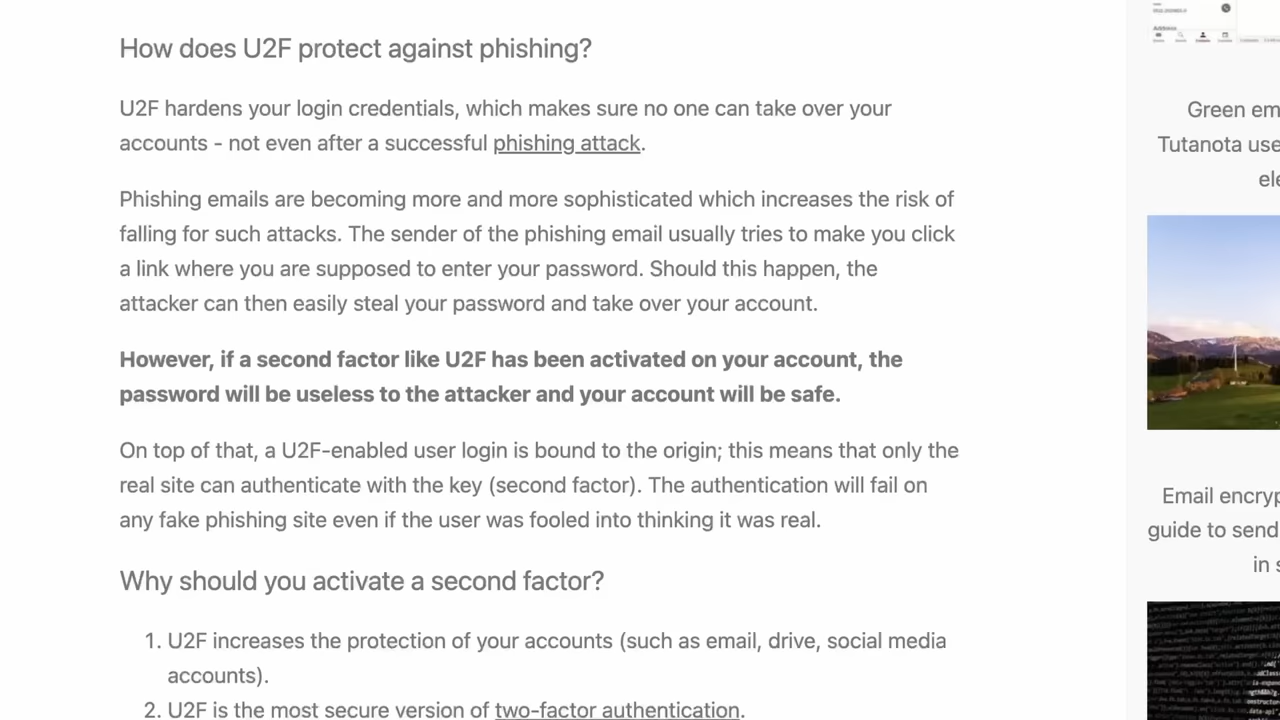 How does U2F protect against phishing?
U2F hardens your login credentials, which makes sure no one can take over your
accounts - not even after a successful phishing attack.
Phishing emails are becoming more and more sophisticated which increases the risk of
falling for such attacks. The sender of the phishing email usually tries to make you click
a link where you are supposed to enter your password. Should this happen, the
attacker can then easily steal your password and take over your account.
However, if a second factor like U2F has been activated on your account, the
password will be useless to the attacker and your account will be safe.
On top of that, a U2F-enabled user login is bound to the origin; this means that only the
real site can authenticate with the key (second factor). The authentication will fail on
any fake phishing site even if the user was fooled into thinking it was real.
Why should you activate a second factor?
1. U2F increases the protection of your accounts (such as email, drive, social media
accounts).
2. U2F is the most secure version of two-factor authentication.
Green em
Tutanota use
ele
Email encryp
guide to send
in s